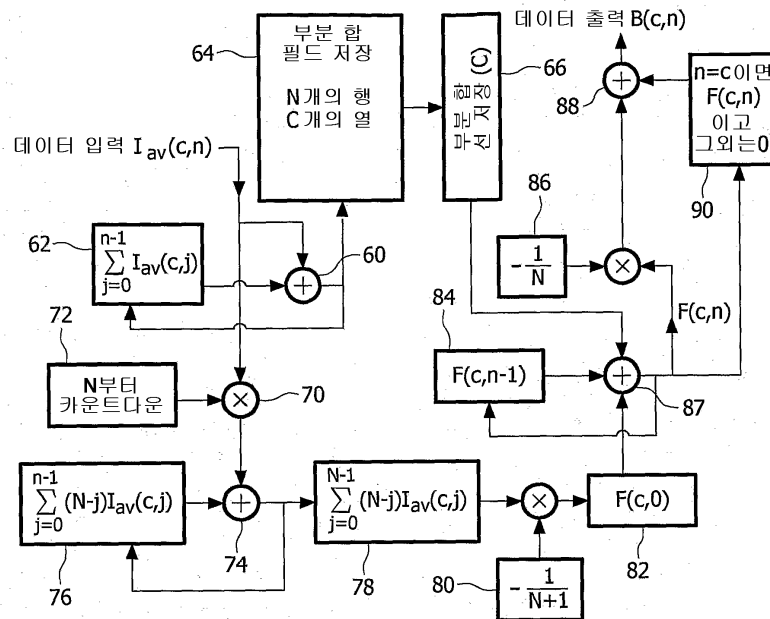 데이터 출력 B(c,n)
64
부분 합
필드 저장
N개의 행
C개의 열
66
부분 합
선 저장 (C)
88
n=c이면
F(c,n)
이고
그외는0
90
데이터 입력 I_av(c,n)
62
n-1
∑ I_av(c,j)
j=0
60
86
-1/N
F(c,n)
72
N부터
카운트다운
70
84
F(c,n-1)
87
n-1
∑ (N-j)I_av(c,j)
j=0
76
74
N-1
∑ (N-j)I_av(c,j)
j=0
78
F(c,0)
82
80
-1/(N+1)